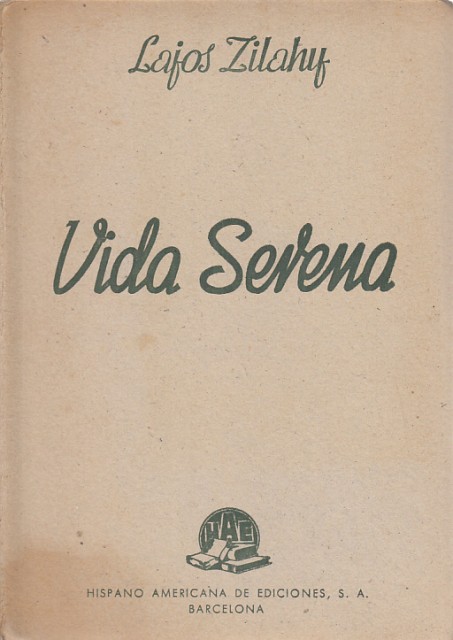 Lajos Zilahy
Vida Serena
HAE
HISPANO AMERICANA DE EDICIONES, S. A.
BARCELONA